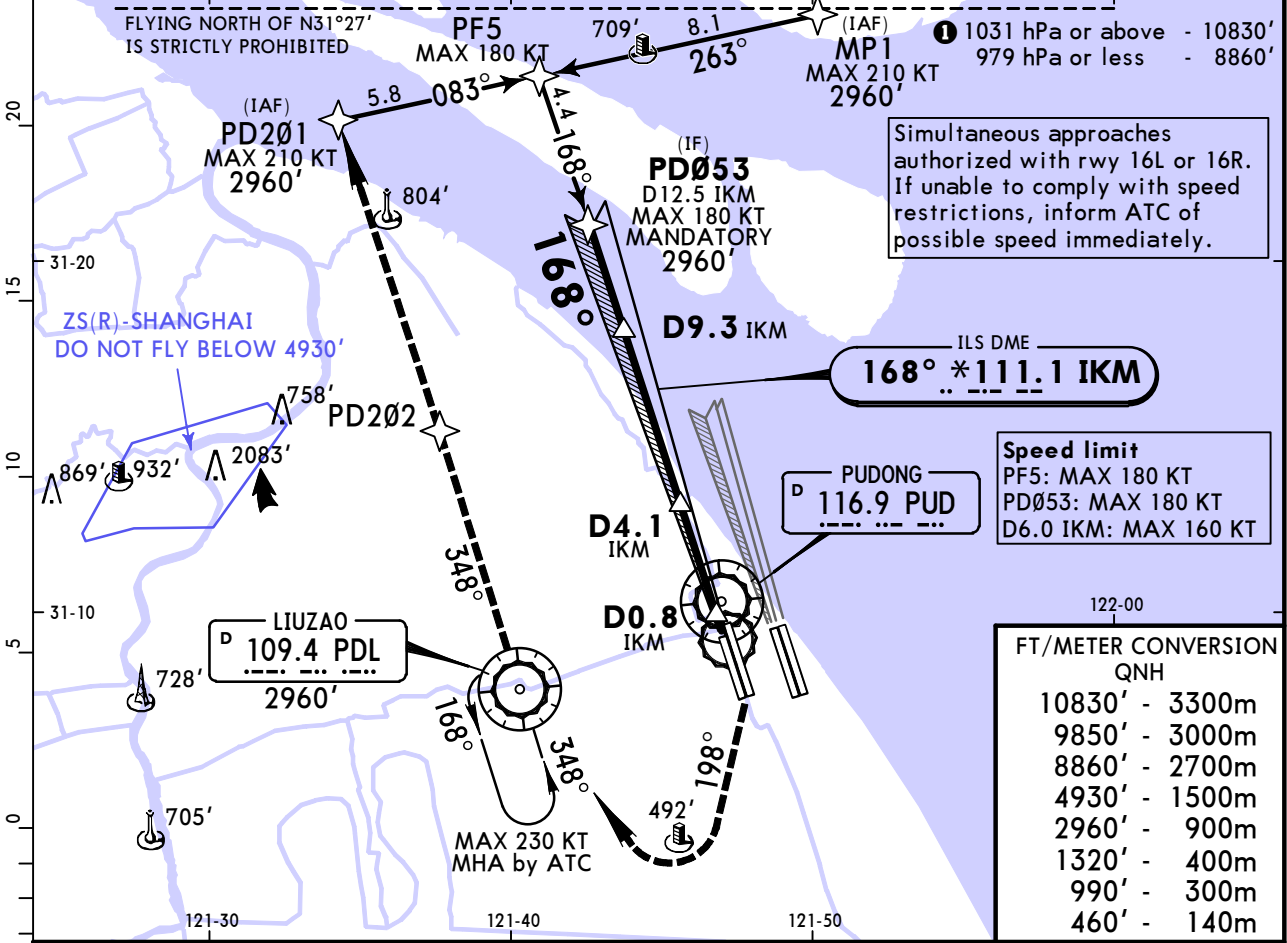 FLYING NORTH OF N31°27'
IS STRICTLY PROHIBITED
PF5
MAX 180 KT
709'
8.1
263°
(IAF)
MP1
MAX 210 KT
2960'
1 1031 hPa or above - 10830'
979 hPa or less - 8860'
20
(IAF)
PD 2Ø1
MAX 210 KT
2960'
5.8
083°
4.4
168°
804'
(IF)
PDØ53
D12.5 IKM
MAX 180 KT
MANDATORY
2960'
Simultaneous approaches
authorized with rwy 16L or 16R.
If unable to comply with speed
restrictions, inform ATC of
possible speed immediately.
31-20
15
168°
ZS(R)-SHANGHAI
DO NOT FLY BELOW 4930'
D9.3 IKM
ILS DME
168° *111.1 IKM
758'
PD2Ø2
869'
932'
2083'
10
Speed limit
PF5: MAX 180 KT
PDØ53: MAX 180 KT
D6.0 IKM: MAX 160 KT
PUDONG
D 116.9 PUD
D4.1
IKM
348°
31-10
D0.8
IKM
122-00
5
LIUZAO
D 109.4 PDL
2960'
728'
168°
348°
198°
492'
705'
0
MAX 230 KT
MHA by ATC
121-30
121-40
121-50
FT/METER CONVERSION
QNH
10830' - 3300m
9850' - 3000m
8860' - 2700m
4930' - 1500m
2960' - 900m
1320' - 400m
990' - 300m
460' - 140m